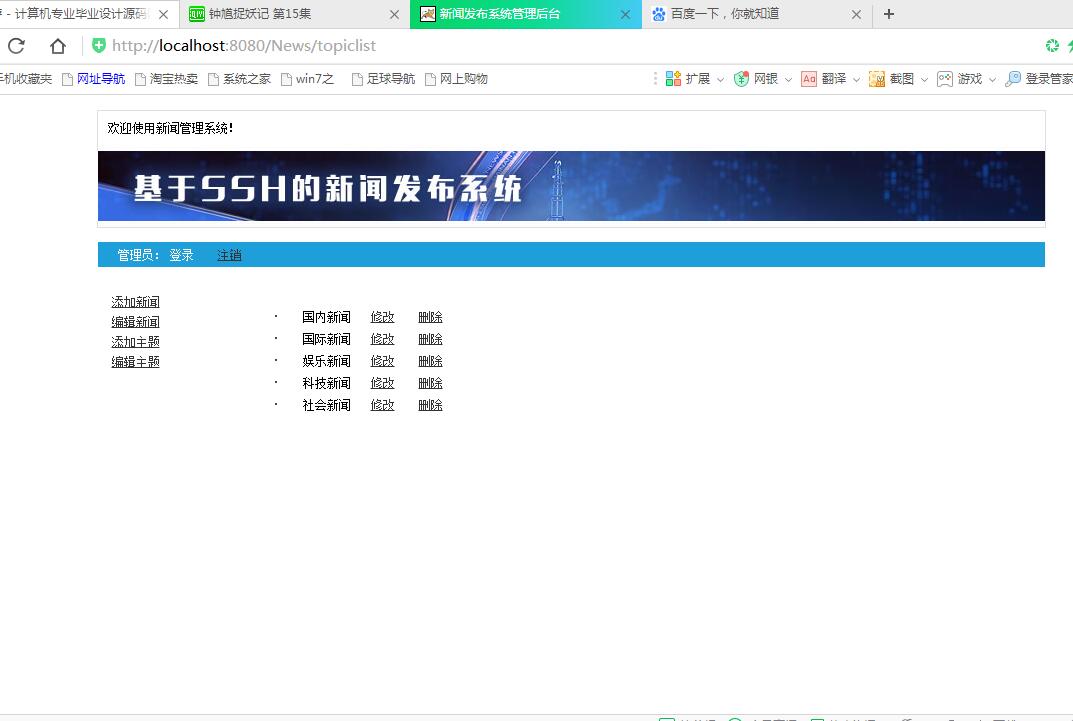 - 计算机专业毕业设计源码 钟馗捉妖记 第15集 新闻发布系统管理后台 百度一下，你就知道
http://localhost:8080/News/topiclist
手机收藏夹 网址导航 淘宝热卖 系统之家 win7之 足球导航 网上购物 扩展 网银 Aa 翻译 截图 游戏 登录管家
欢迎使用新闻管理系统！
基于SSH的新闻发布系统
管理员： 登录 注销
添加新闻
编辑新闻
添加主题
编辑主题
· 国内新闻 修改 删除
· 国际新闻 修改 删除
· 娱乐新闻 修改 删除
· 科技新闻 修改 删除
· 社会新闻 修改 删除